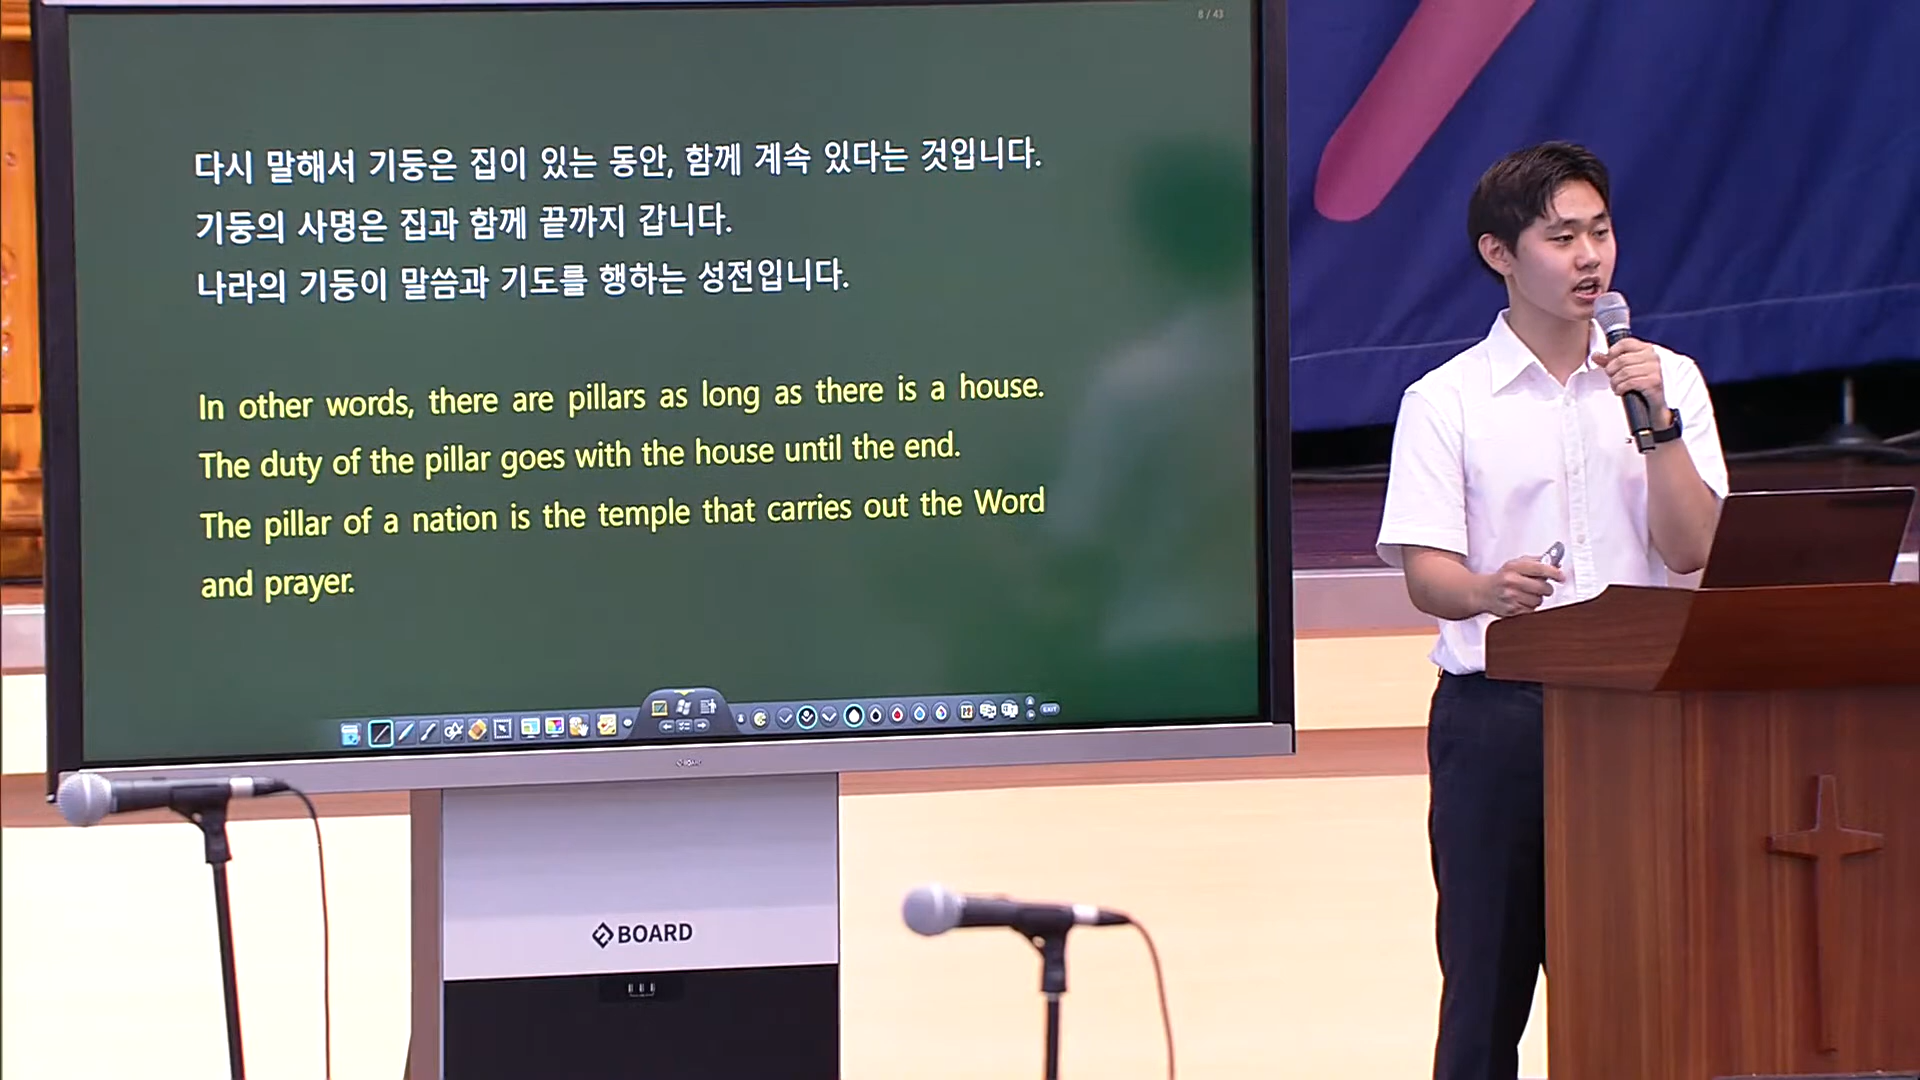 8 / 43
다시 말해서 기둥은 집이 있는 동안, 함께 계속 있다는 것입니다.
기둥의 사명은 집과 함께 끝까지 갑니다.
나라의 기둥이 말씀과 기도를 행하는 성전입니다.
In other words, there are pillars as long as there is a house.
The duty of the pillar goes with the house until the end.
The pillar of a nation is the temple that carries out the Word
and prayer.
EXIT
BOARD